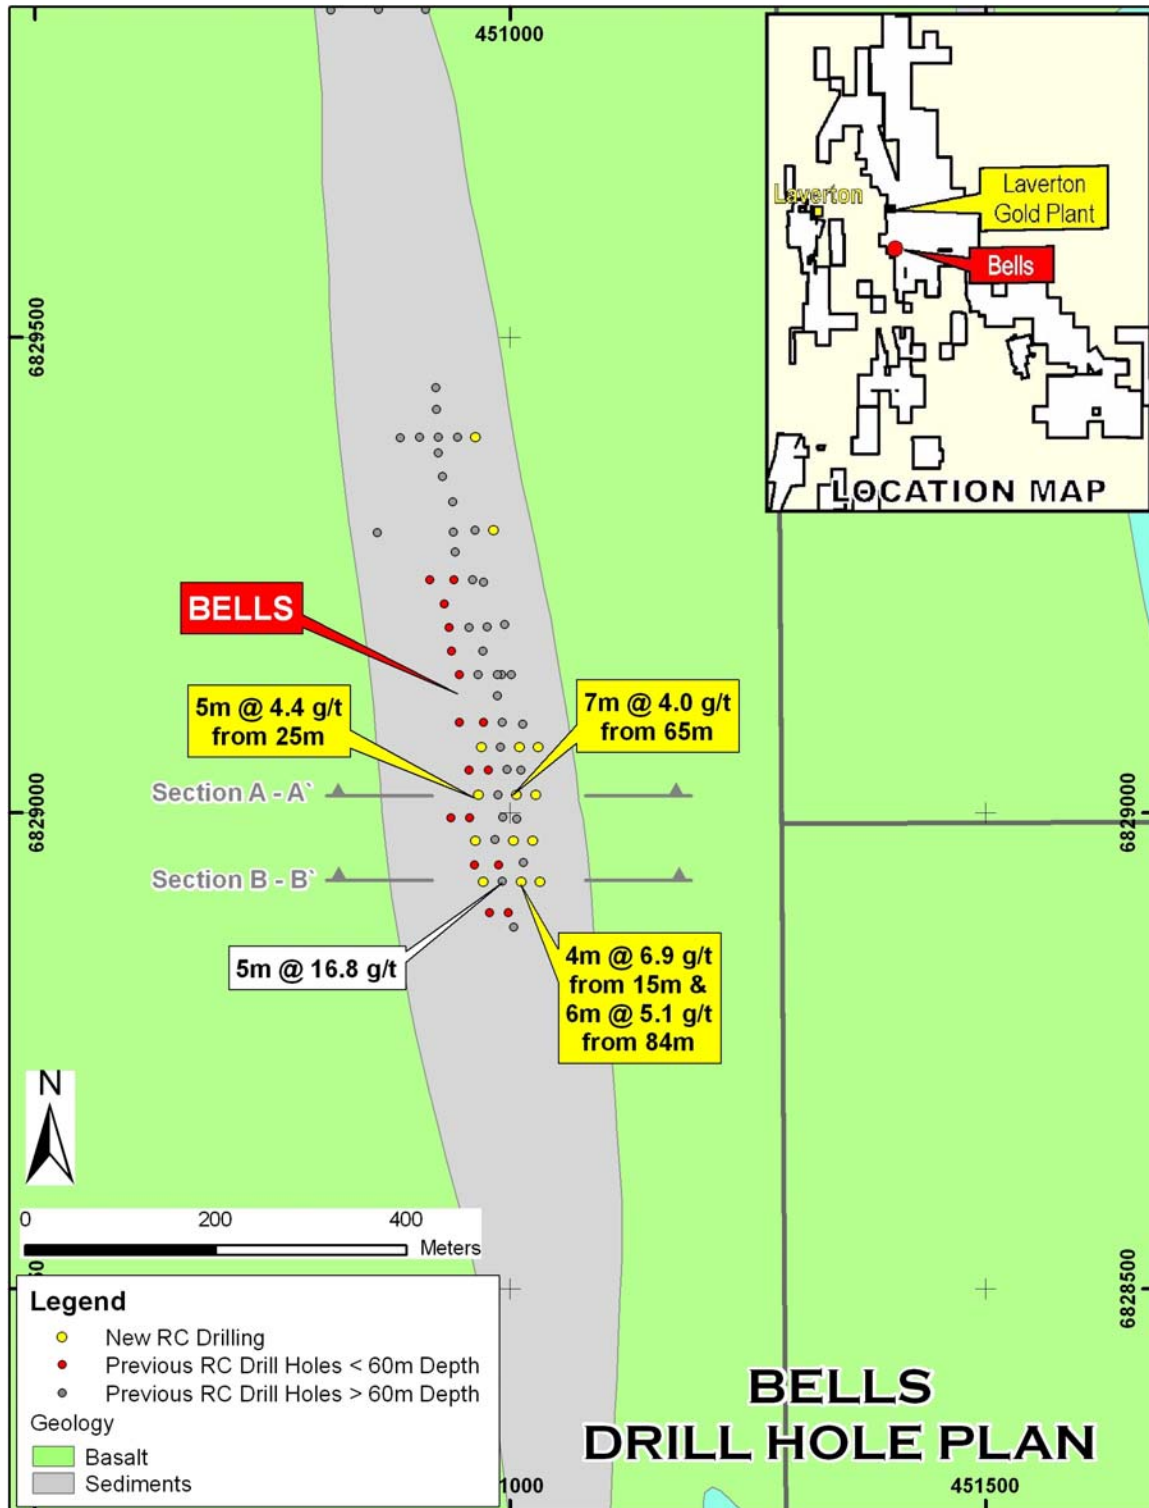 451000
Laverton
Laverton
Gold Plant
Bells
LOCATION MAP
6829500
BELLS
5m @ 4.4 g/t
from 25m
7m @ 4.0 g/t
from 65m
Section A - A`
6829000
6829000
Section B - B`
5m @ 16.8 g/t
4m @ 6.9 g/t
from 15m &
6m @ 5.1 g/t
from 84m
N
0 200 400
Meters
6828500
Legend
New RC Drilling
Previous RC Drill Holes < 60m Depth
Previous RC Drill Holes > 60m Depth
Geology
Basalt
Sediments
BELLS
DRILL HOLE PLAN
451500